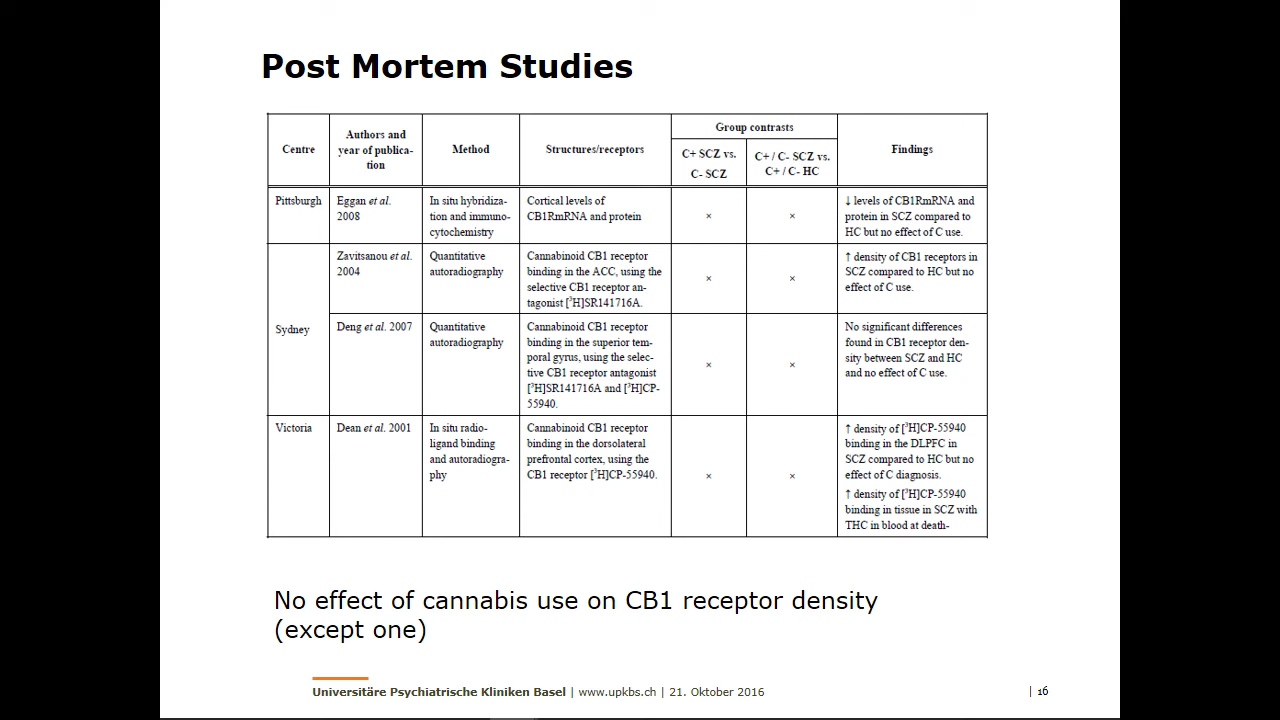 Post Mortem Studies
Centre
Authors and
year of publica-
tion
Method
Structures/receptors
Group contrasts
C+ SCZ vs.
C- SCZ
C+ / C- SCZ vs.
C+ / C- HC
Findings
Pittsburgh
Eggan et al.
2008
In situ hybridiza-
tion and immuno-
cytochemistry
Cortical levels of
CB1RmRNA and protein
×
×
↓ levels of CB1RmRNA and
protein in SCZ compared to
HC but no effect of C use.
Sydney
Zavitsanou et al.
2004
Quantitative
autoradiography
Cannabinoid CB1 receptor
binding in the ACC, using the
selective CB1 receptor an-
tagonist [³H]SR141716A.
×
×
↑ density of CB1 receptors in
SCZ compared to HC but no
effect of C use.
Deng et al. 2007
Quantitative
autoradiography
Cannabinoid CB1 receptor
binding in the superior tem-
poral gyrus, using the selec-
tive CB1 receptor antagonist
[³H]SR141716A and [³H]CP-
55940.
×
×
No significant differences
found in CB1 receptor den-
sity between SCZ and HC
and no effect of C use.
Victoria
Dean et al. 2001
In situ radio-
ligand binding
and autoradiogra-
phy
Cannabinoid CB1 receptor
binding in the dorsolateral
prefrontal cortex, using the
CB1 receptor [³H]CP-55940.
×
×
↑ density of [³H]CP-55940
binding in the DLPFC in
SCZ compared to HC but no
effect of C diagnosis.
↑ density of [³H]CP-55940
binding in tissue in SCZ with
THC in blood at death-
No effect of cannabis use on CB1 receptor density
(except one)
Universitäre Psychiatrische Kliniken Basel | www.upkbs.ch | 21. Oktober 2016
| 16